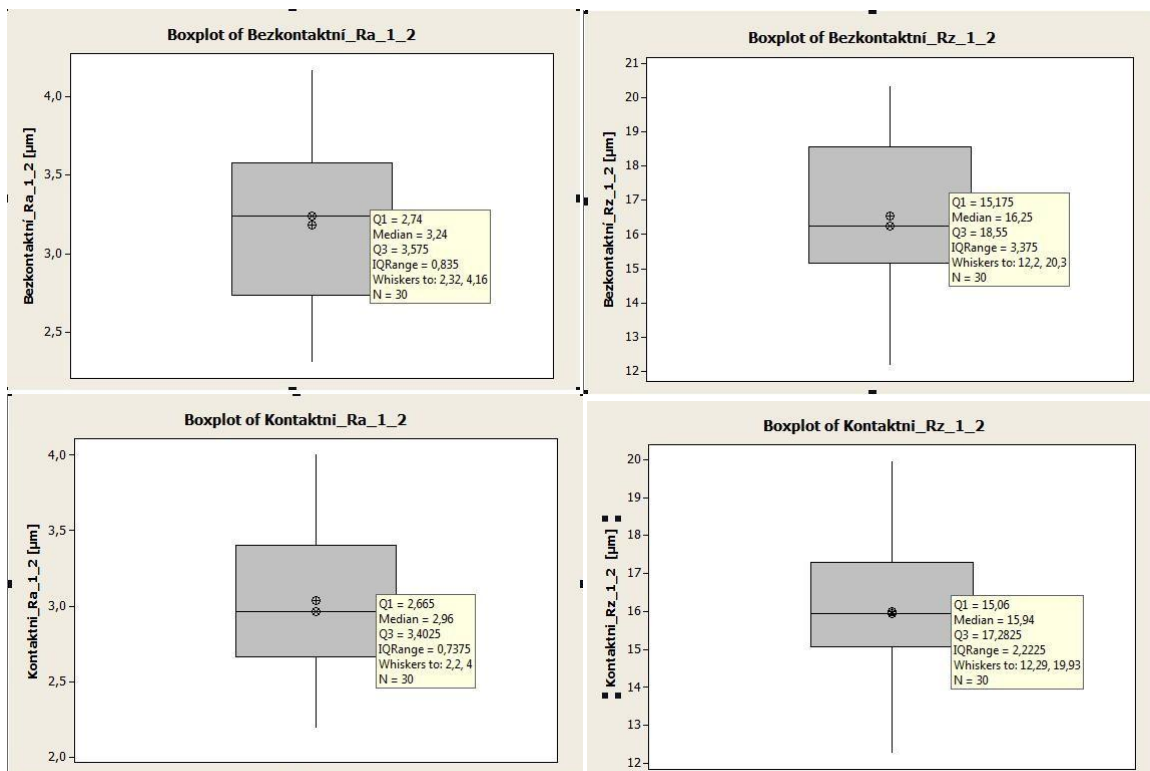 Boxplot of Bezkontaktní_Ra_1_2
Bezkontaktní_Ra_1_2 [µm]
4,0
3,5
3,0
2,5
Q1 = 2,74
Median = 3,24
Q3 = 3,575
IQRange = 0,835
Whiskers to: 2,32, 4,16
N = 30
Boxplot of Bezkontaktní_Rz_1_2
Bezkontaktní_Rz_1_2 [µm]
21
20
19
18
17
16
15
14
13
12
Q1 = 15,175
Median = 16,25
Q3 = 18,55
IQRange = 3,375
Whiskers to: 12,2, 20,3
N = 30
Boxplot of Kontaktni_Ra_1_2
Kontaktni_Ra_1_2 [µm]
4,0
3,5
3,0
2,5
2,0
Q1 = 2,665
Median = 2,96
Q3 = 3,4025
IQRange = 0,7375
Whiskers to: 2,2, 4
N = 30
Boxplot of Kontaktni_Rz_1_2
Kontaktni_Rz_1_2 [µm]
20
19
18
17
16
15
14
13
12
Q1 = 15,06
Median = 15,94
Q3 = 17,2825
IQRange = 2,2225
Whiskers to: 12,29, 19,93
N = 30